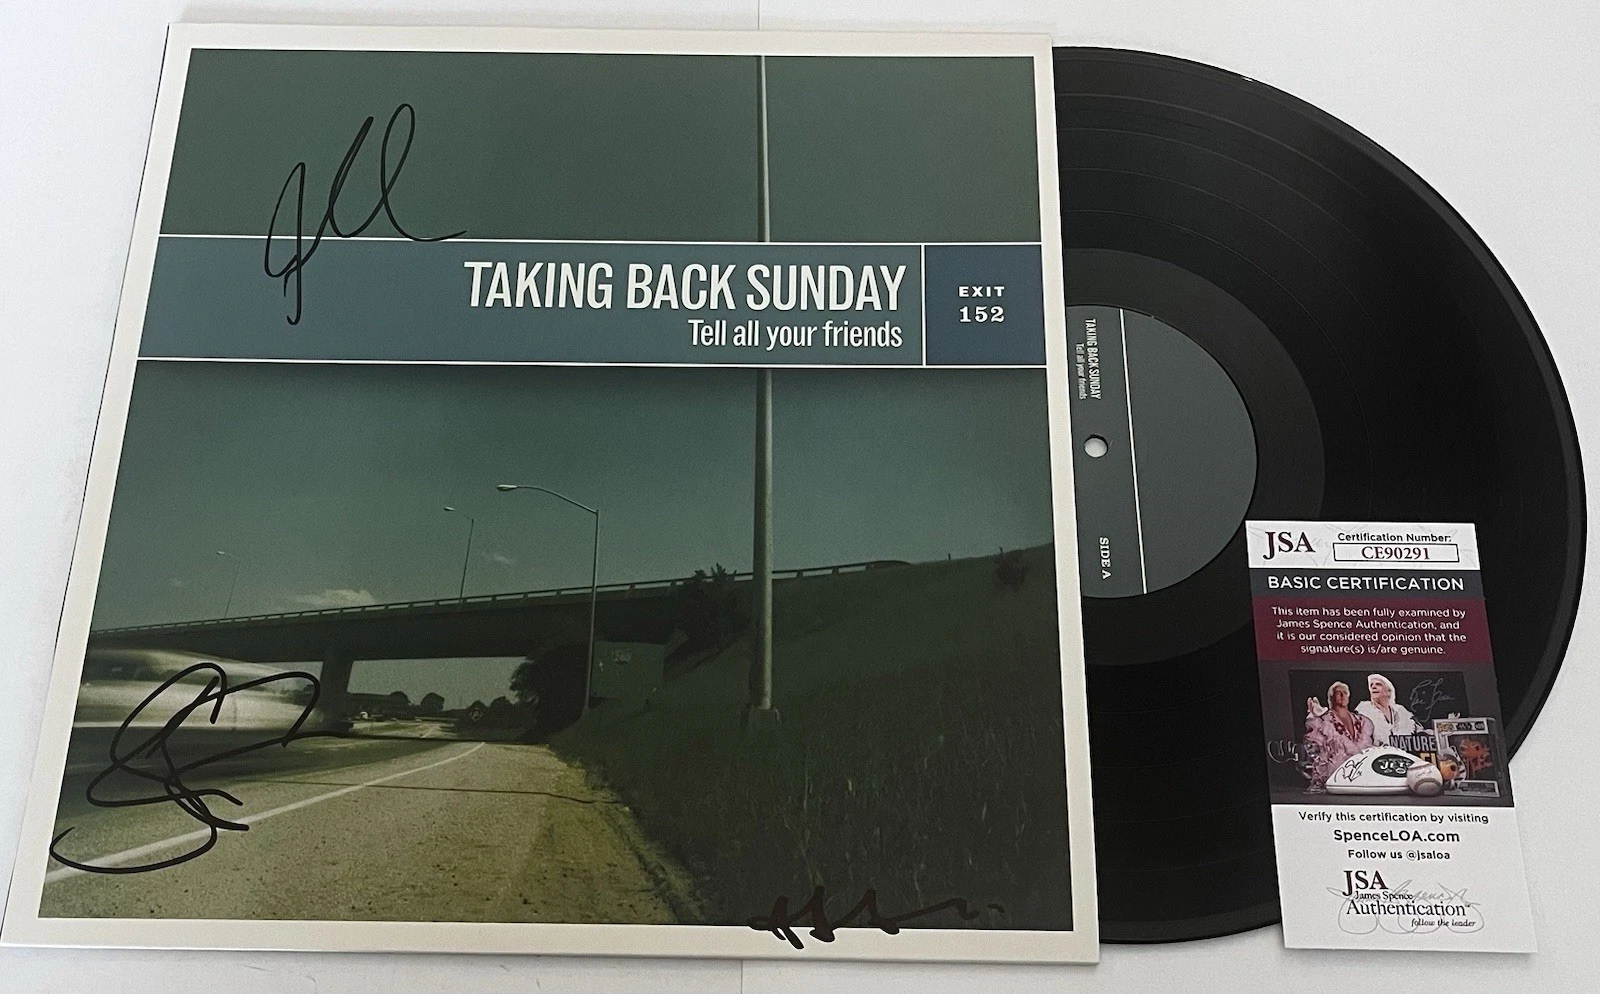 TAKING BACK SUNDAY
Tell all your friends
EXIT
152
TAKING BACK SUNDAY
Tell all your friends
SIDE A
JSA
Certification Number:
CE90291
BASIC CERTIFICATION
This item has been fully examined by
James Spence Authentication, and
it is our considered opinion that the
signature(s) is/are genuine.
NATURE
JETS
Verify this certification by visiting
SpenceLOA.com
Follow us @jsaloa
JSA
James Spence
Authentication
follow the leader